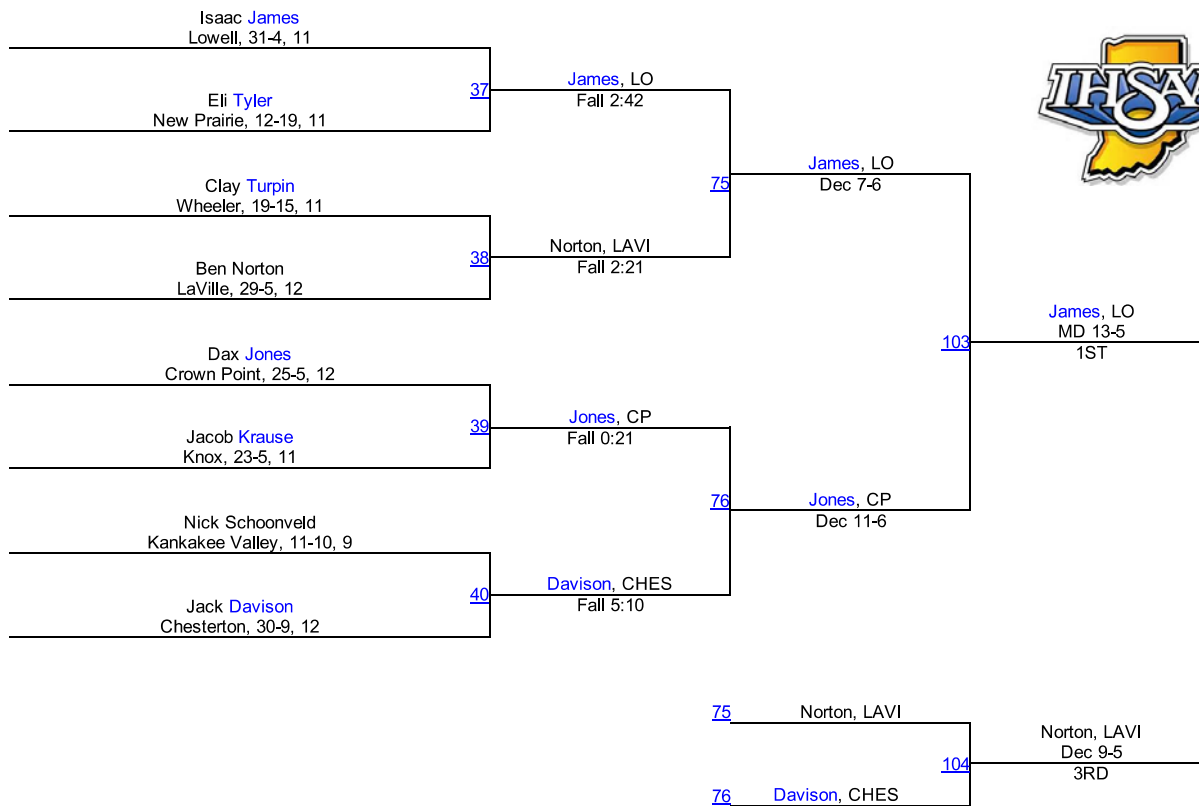 Isaac James
Lowell, 31-4, 11
37
James, LO
Fall 2:42
Eli Tyler
New Prairie, 12-19, 11
75
James, LO
Dec 7-6
Clay Turpin
Wheeler, 19-15, 11
38
Norton, LAVI
Fall 2:21
Ben Norton
LaVille, 29-5, 12
103
James, LO
MD 13-5
1ST
Dax Jones
Crown Point, 25-5, 12
39
Jones, CP
Fall 0:21
Jacob Krause
Knox, 23-5, 11
76
Jones, CP
Dec 11-6
Nick Schoonveld
Kankakee Valley, 11-10, 9
40
Davison, CHES
Fall 5:10
Jack Davison
Chesterton, 30-9, 12
75
Norton, LAVI
104
Norton, LAVI
Dec 9-5
3RD
76
Davison, CHES
IHSAA